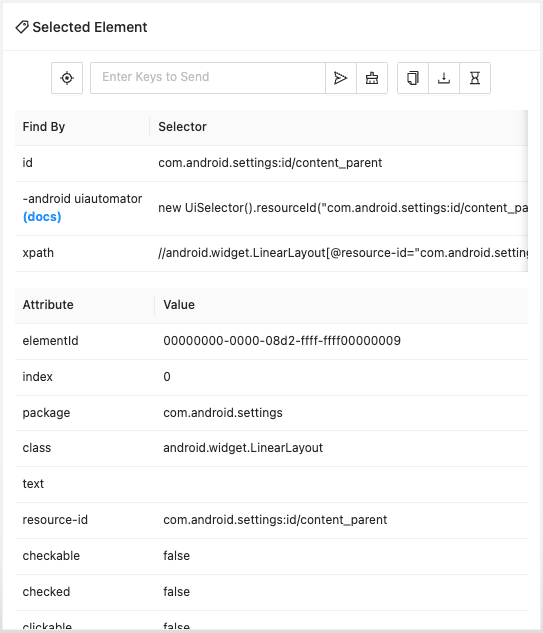 Selected Element
Enter Keys to Send
Find By Selector
id com.android.settings:id/content_parent
-android uiautomator
(docs) new UiSelector().resourceId("com.android.settings:id/content_pa
xpath //android.widget.LinearLayout[@resource-id="com.android.setting
Attribute Value
elementId 00000000-0000-08d2-ffff-ffff00000009
index 0
package com.android.settings
class android.widget.LinearLayout
text
resource-id com.android.settings:id/content_parent
checkable false
checked false
clickable false